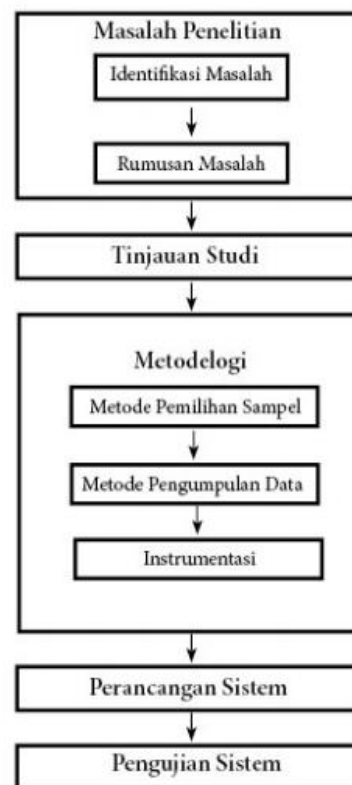 Masalah Penelitian
Identifikasi Masalah
Rumusan Masalah
Tinjauan Studi
Metodelogi
Metode Pemilihan Sampel
Metode Pengumpulan Data
Instrumentasi
Perancangan Sistem
Pengujian Sistem